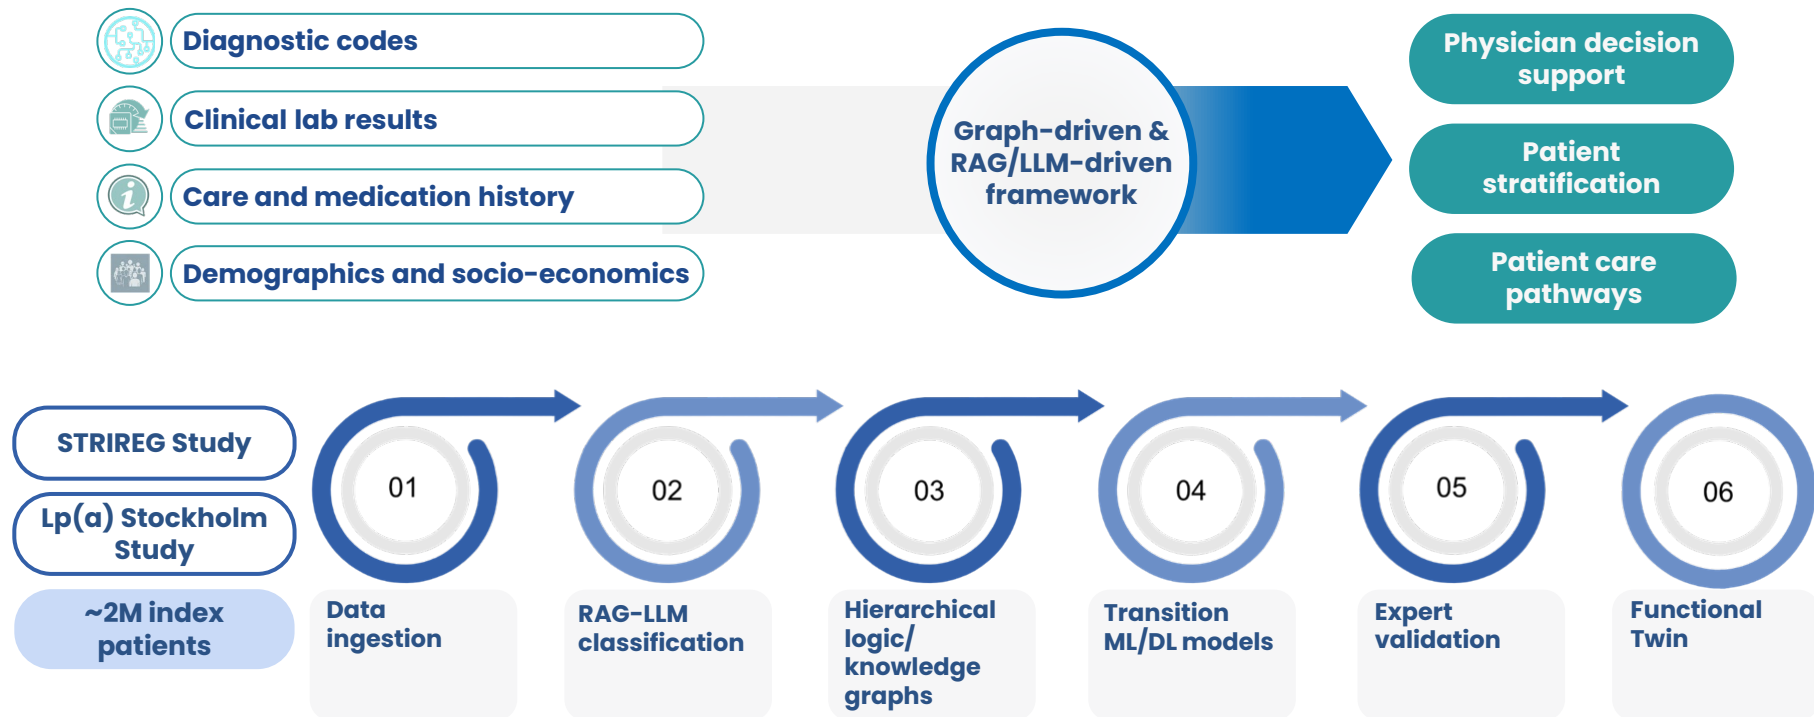 Diagnostic codes
Clinical lab results
Care and medication history
Demographics and socio-economics
Graph-driven &
RAG/LLM-driven
framework
Physician decision
support
Patient
stratification
Patient care
pathways
STRIREG Study
Lp(a) Stockholm
Study
~2M index
patients
01
Data
ingestion
02
RAG-LLM
classification
03
Hierarchical
logic/
knowledge
graphs
04
Transition
ML/DL models
05
Expert
validation
06
Functional
Twin